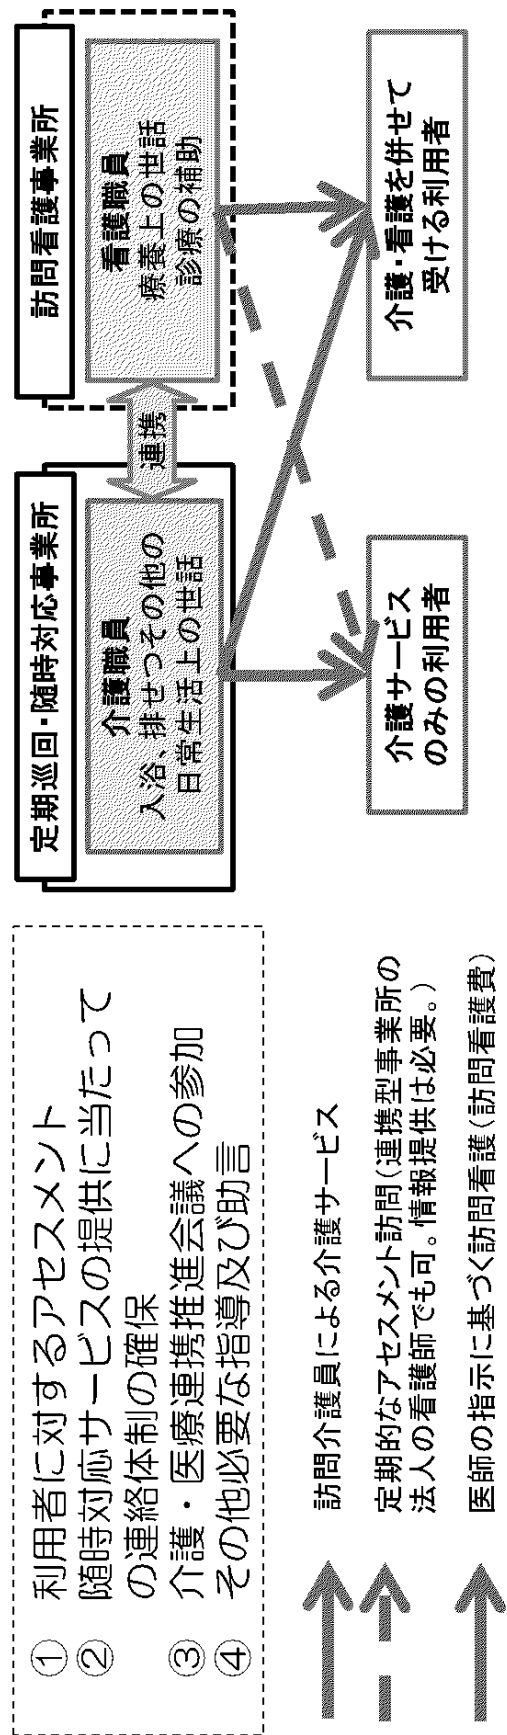 ① 利用者に対するアセスメント
② 随時対応サービスの提供に当たって
の連絡体制の確保
③ 介護・医療連携推進会議への参加
④ その他必要な指導及び助言
訪問介護員による介護サービス
定期的なアセスメント訪問(連携型事業所の
法人の看護師でも可。情報提供は必要。)
医師の指示に基づく訪問看護(訪問看護費)
定期巡回・随時対応事業所
介護職員
入浴、排せつその他の
日常生活上の世話
連携
訪問看護事業所
看護職員
療養上の世話
診療の補助
介護サービス
のみの利用者
介護・看護を併せて
受ける利用者